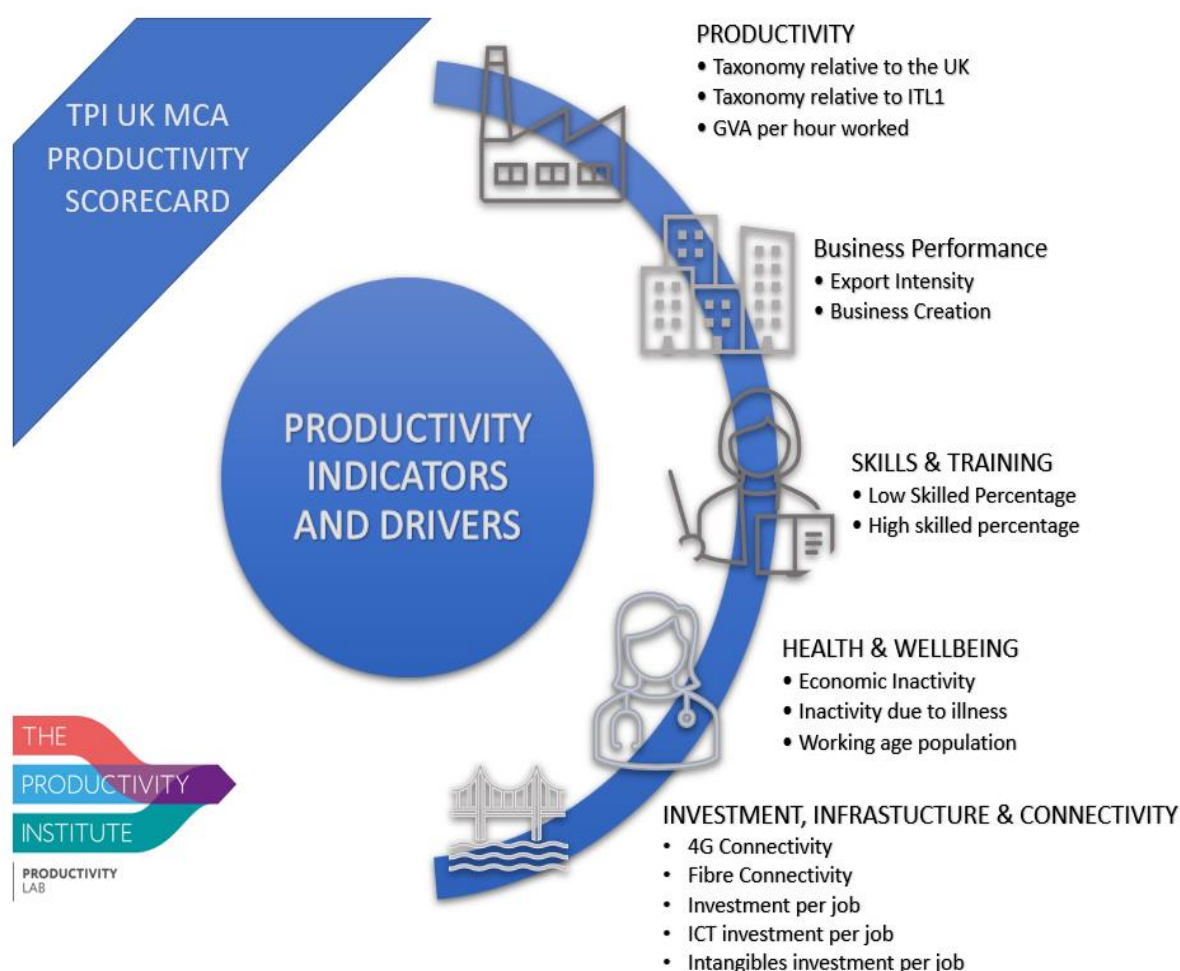 TPI UK MCA
PRODUCTIVITY
SCORECARD
PRODUCTIVITY
• Taxonomy relative to the UK
• Taxonomy relative to ITL1
• GVA per hour worked
Business Performance
• Export Intensity
• Business Creation
PRODUCTIVITY
INDICATORS
AND DRIVERS
SKILLS & TRAINING
• Low Skilled Percentage
• High skilled percentage
HEALTH & WELLBEING
• Economic Inactivity
• Inactivity due to illness
• Working age population
INVESTMENT, INFRASTUCTURE & CONNECTIVITY
• 4G Connectivity
• Fibre Connectivity
• Investment per job
• ICT investment per job
• Intangibles investment per job
THE
PRODUCTIVITY
INSTITUTE
PRODUCTIVITY
LAB